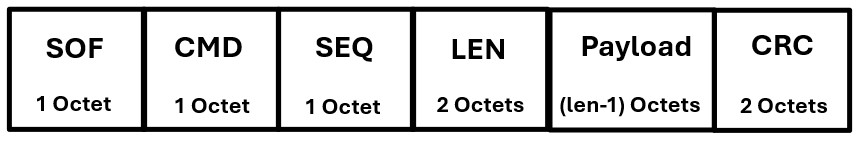 SOF CMD SEQ LEN Payload CRC
1 Octet 1 Octet 1 Octet 2 Octets (len-1) Octets 2 Octets